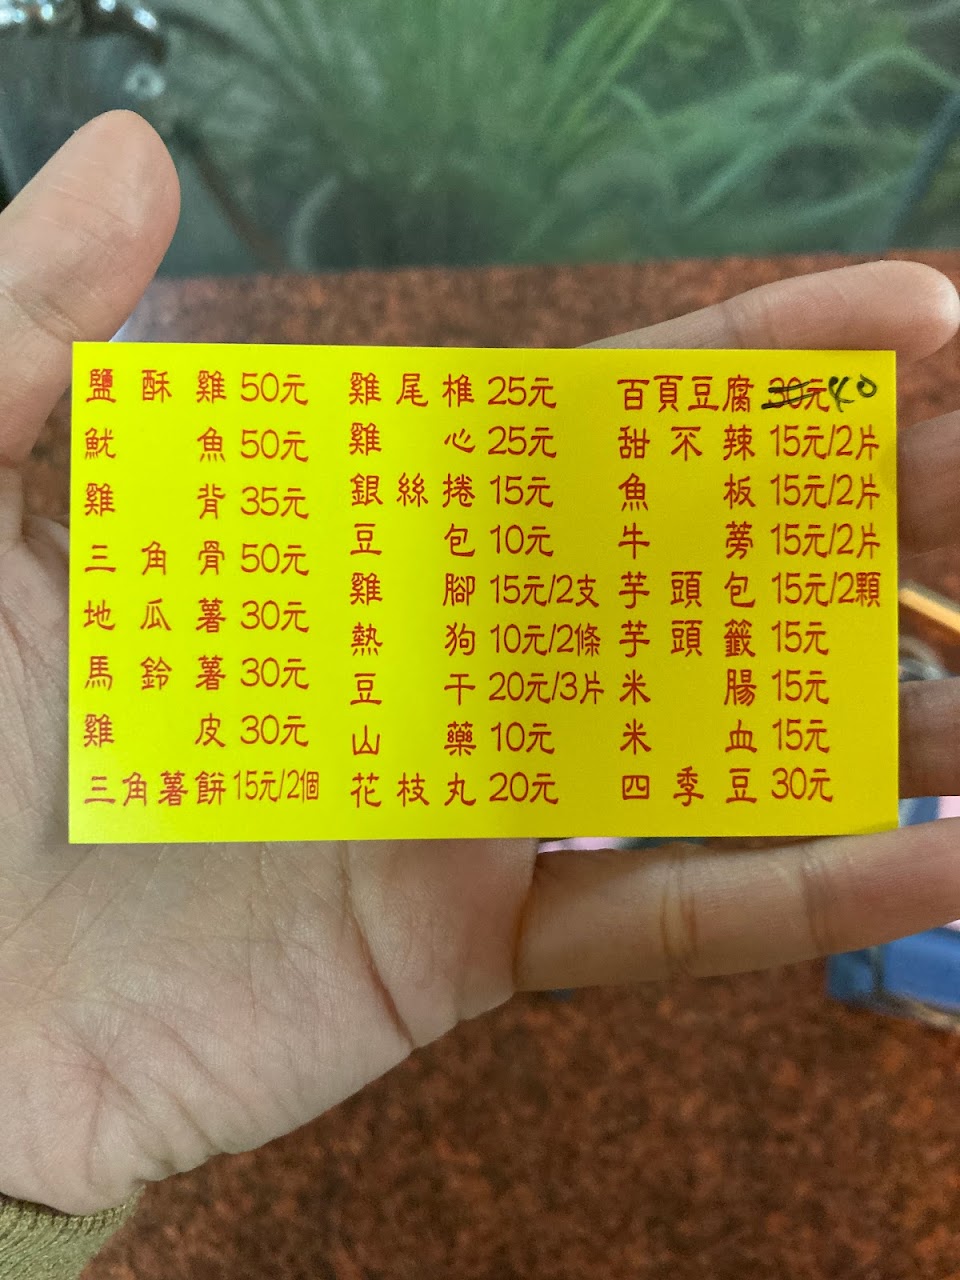 鹽酥雞50元
魷魚50元
雞背35元
三角骨50元
地瓜薯30元
馬鈴薯30元
雞皮30元
三角薯餅15元/2個
雞尾椎25元
雞心25元
銀絲捲15元
豆包10元
雞腳15元/2支
熱狗10元/2條
豆干20元/3片
山藥10元
花枝丸20元
百頁豆腐30元40
甜不辣15元/2片
魚板15元/2片
牛蒡15元/2片
芋頭包15元/2顆
芋頭籤15元
米腸15元
米血15元
四季豆30元